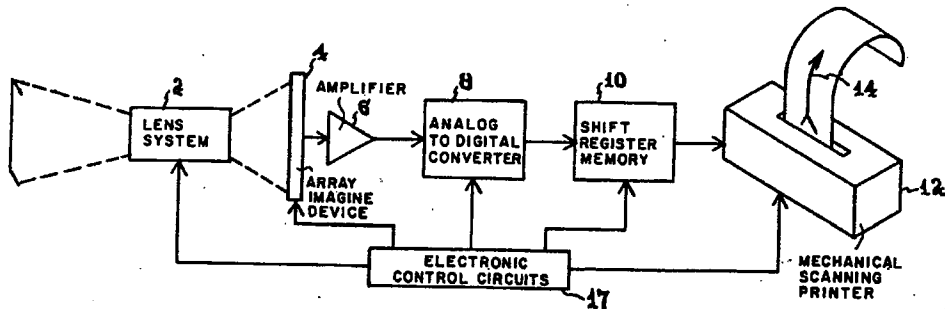 2
LENS
SYSTEM
4
ARRAY
IMAGINE
DEVICE
AMPLIFIER
6
8
ANALOG
TO DIGITAL
CONVERTER
10
SHIFT
REGISTER
MEMORY
14
12
MECHANICAL
SCANNING
PRINTER
ELECTRONIC
CONTROL CIRCUITS
17